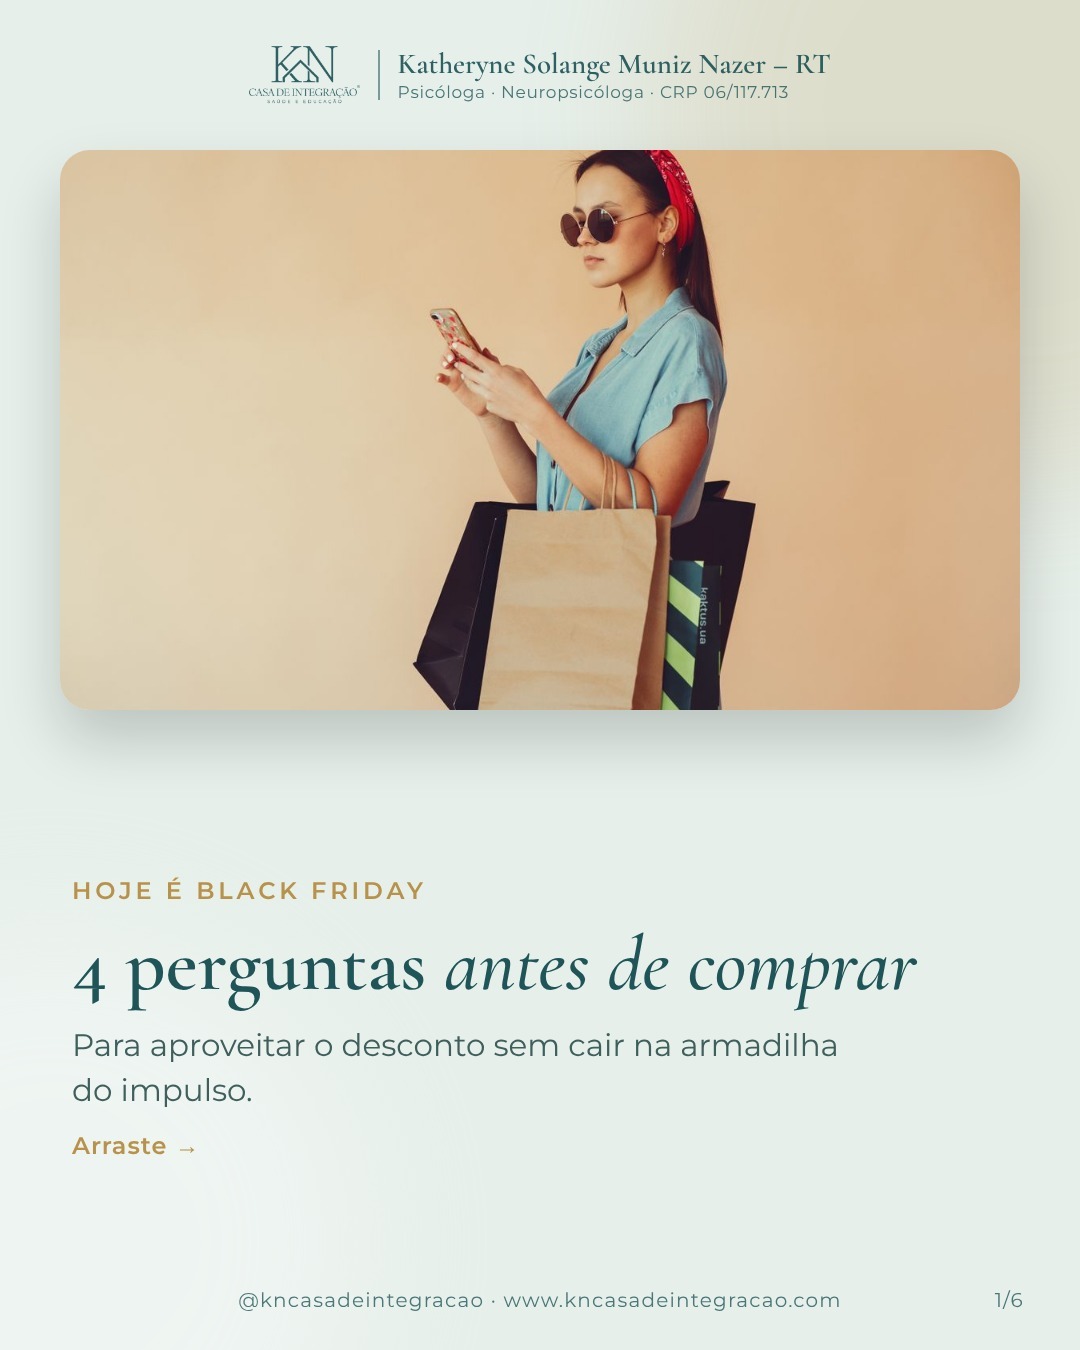 KN
CASA DE INTEGRAÇÃO®
SAÚDE E EDUCAÇÃO
Katheryne Solange Muniz Nazer – RT
Psicóloga · Neuropsicóloga · CRP 06/117.713
kaktus.ua
HOJE É BLACK FRIDAY
4 perguntas antes de comprar
Para aproveitar o desconto sem cair na armadilha
do impulso.
Arraste →
@kncasadeintegracao · www.kncasadeintegracao.com
1/6